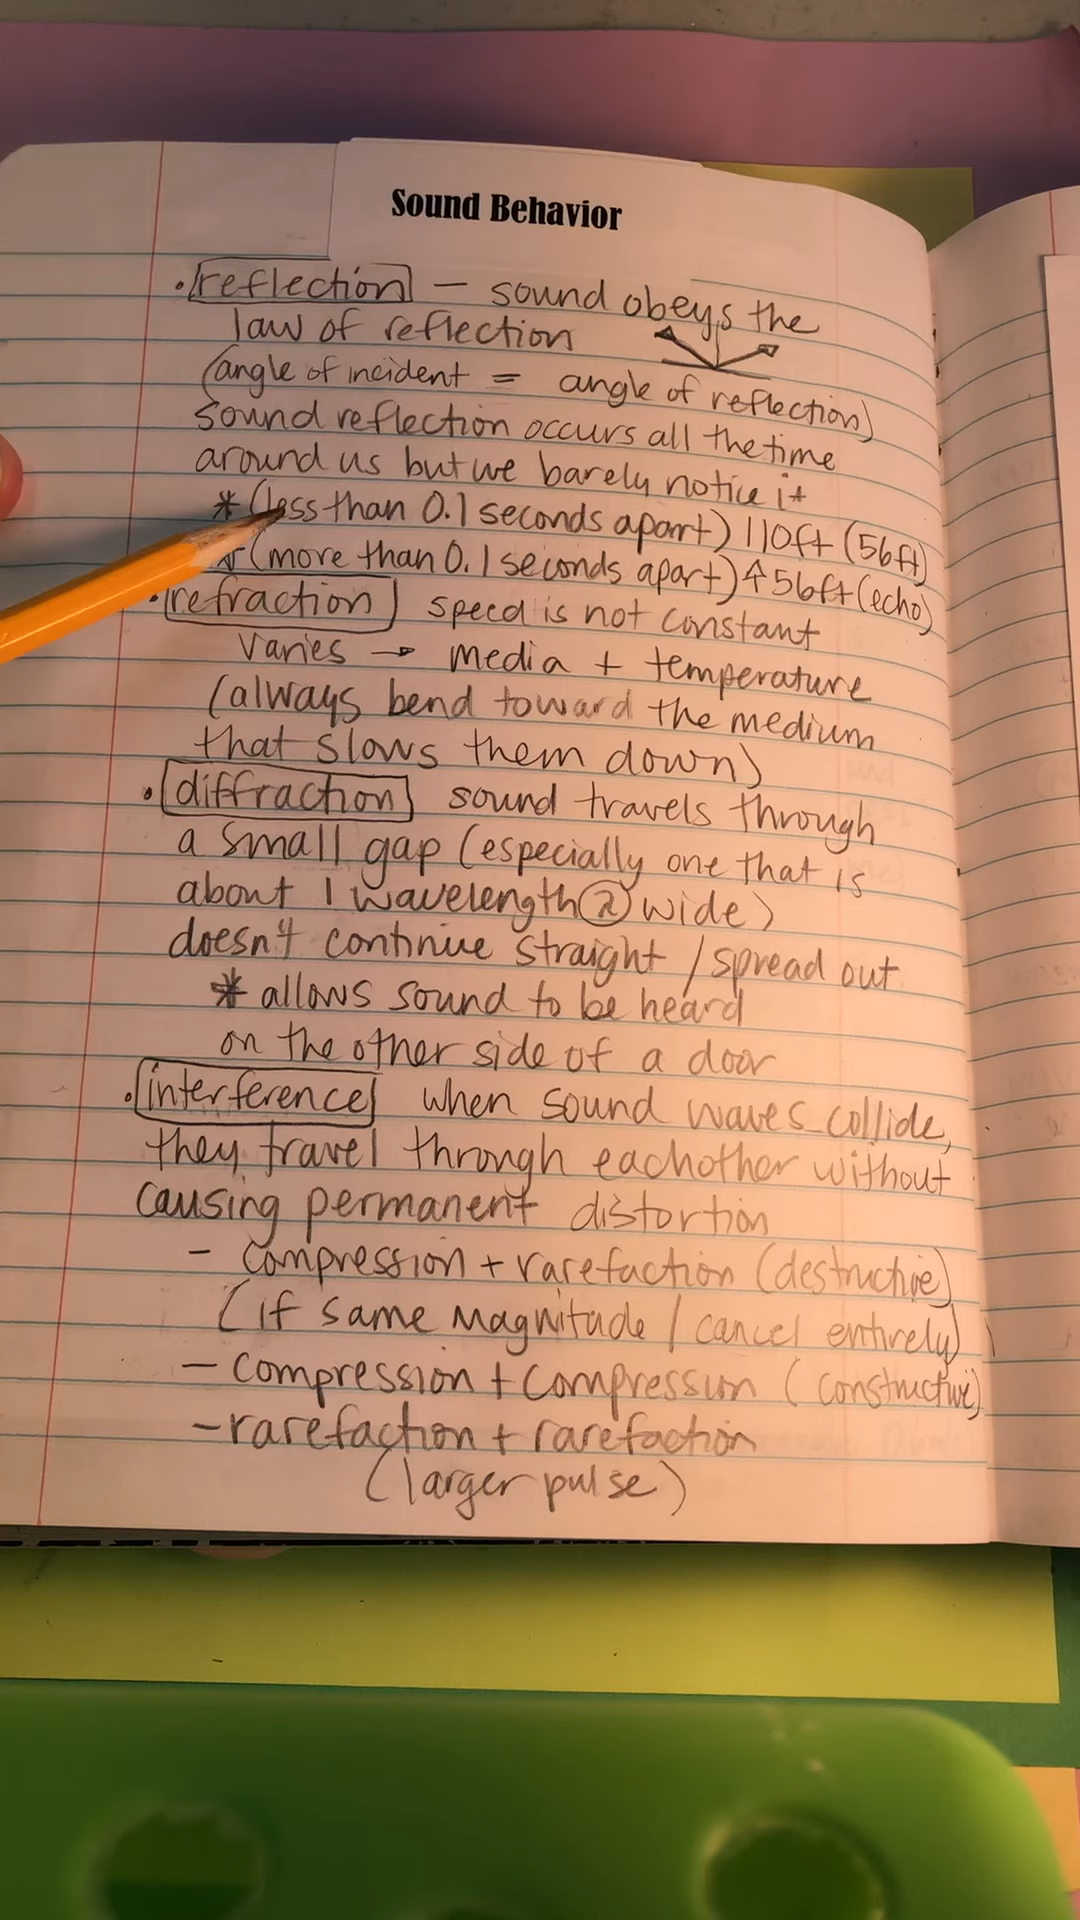 Sound Behavior
• reflection – sound obeys the
law of reflection
(angle of incident = angle of reflection)
sound reflection occurs all the time
around us but we barely notice it
* (less than 0.1 seconds apart) 110ft (56ft)
* (more than 0.1 seconds apart) ↑56ft (echo)
• refraction speed is not constant
varies → media + temperature
(always bend toward the medium
that slows them down)
• diffraction sound travels through
a small gap (especially one that is
about 1 wavelength λ wide)
doesn't continue straight / spread out
* allows sound to be heard
on the other side of a door
• interference when sound waves collide,
they travel through eachother without
causing permanent distortion
- compression + rarefaction (destructive)
(if same magnitude / cancel entirely)
- compression + compression (constructive)
- rarefaction + rarefaction
(larger pulse)